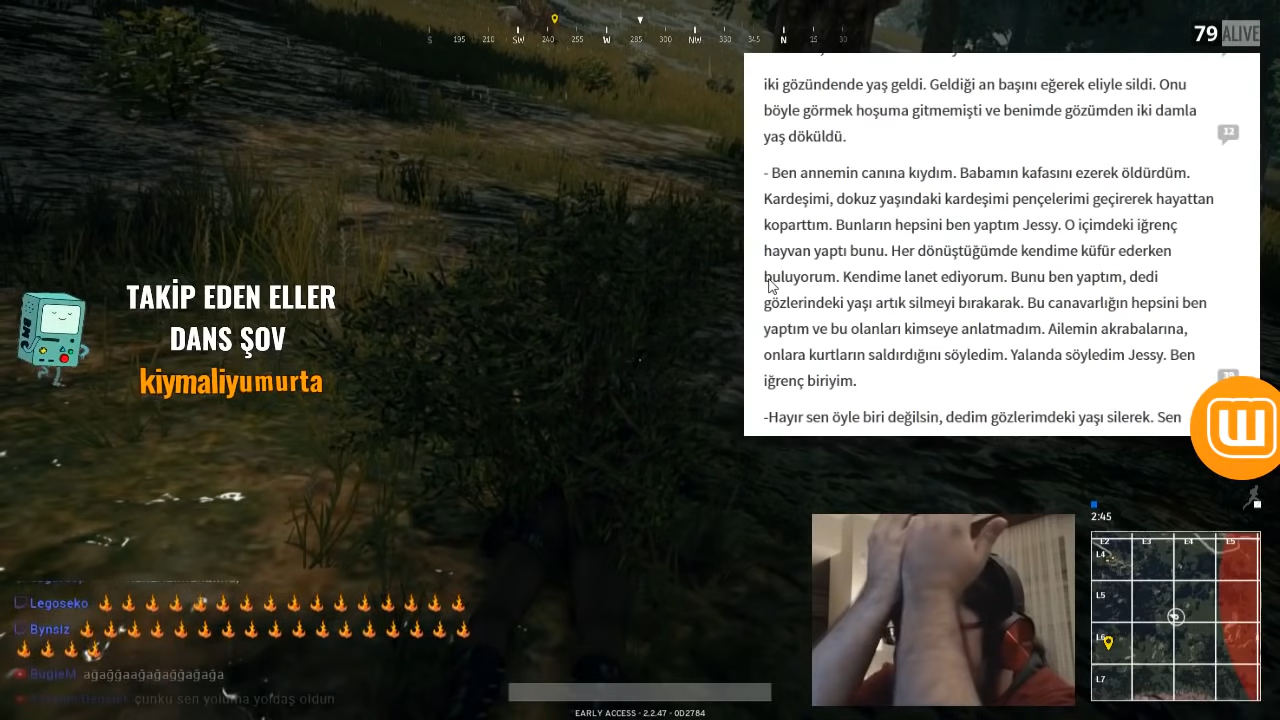 S 195 210 SW 240 255 W 285 300 NW 330 345 N 15 30
79 ALIVE
iki gözündende yaş geldi. Geldiği an başını eğerek eliyle sildi. Onu
böyle görmek hoşuma gitmemişti ve benimde gözümden iki damla
yaş döküldü.
12
- Ben annemin canına kıydım. Babamın kafasını ezerek öldürdüm.
Kardeşimi, dokuz yaşındaki kardeşimi pençelerimi geçirerek hayattan
koparttım. Bunların hepsini ben yaptım Jessy. O içimdeki iğrenç
hayvan yaptı bunu. Her dönüştüğümde kendime küfür ederken
buluyorum. Kendime lanet ediyorum. Bunu ben yaptım, dedi
gözlerindeki yaşı artık silmeyi bırakarak. Bu canavarlığın hepsini ben
yaptım ve bu olanları kimseye anlatmadım. Ailemin akrabalarına,
onlara kurtların saldırdığını söyledim. Yalanda söyledim Jessy. Ben
iğrenç biriyim.
-Hayır sen öyle biri değilsin, dedim gözlerimdeki yaşı silerek. Sen
TAKİP EDEN ELLER
DANS ŞOV
kiymaliyumurta
Legoseko
Bynsiz
BugieM ağağğaağağağğağağa
çunku sen yoluma yoldaş oldun
2:45
L2 L3 L4 L5
L4
L5
L6
L7
EARLY ACCESS - 2.2.47 - 0D2784